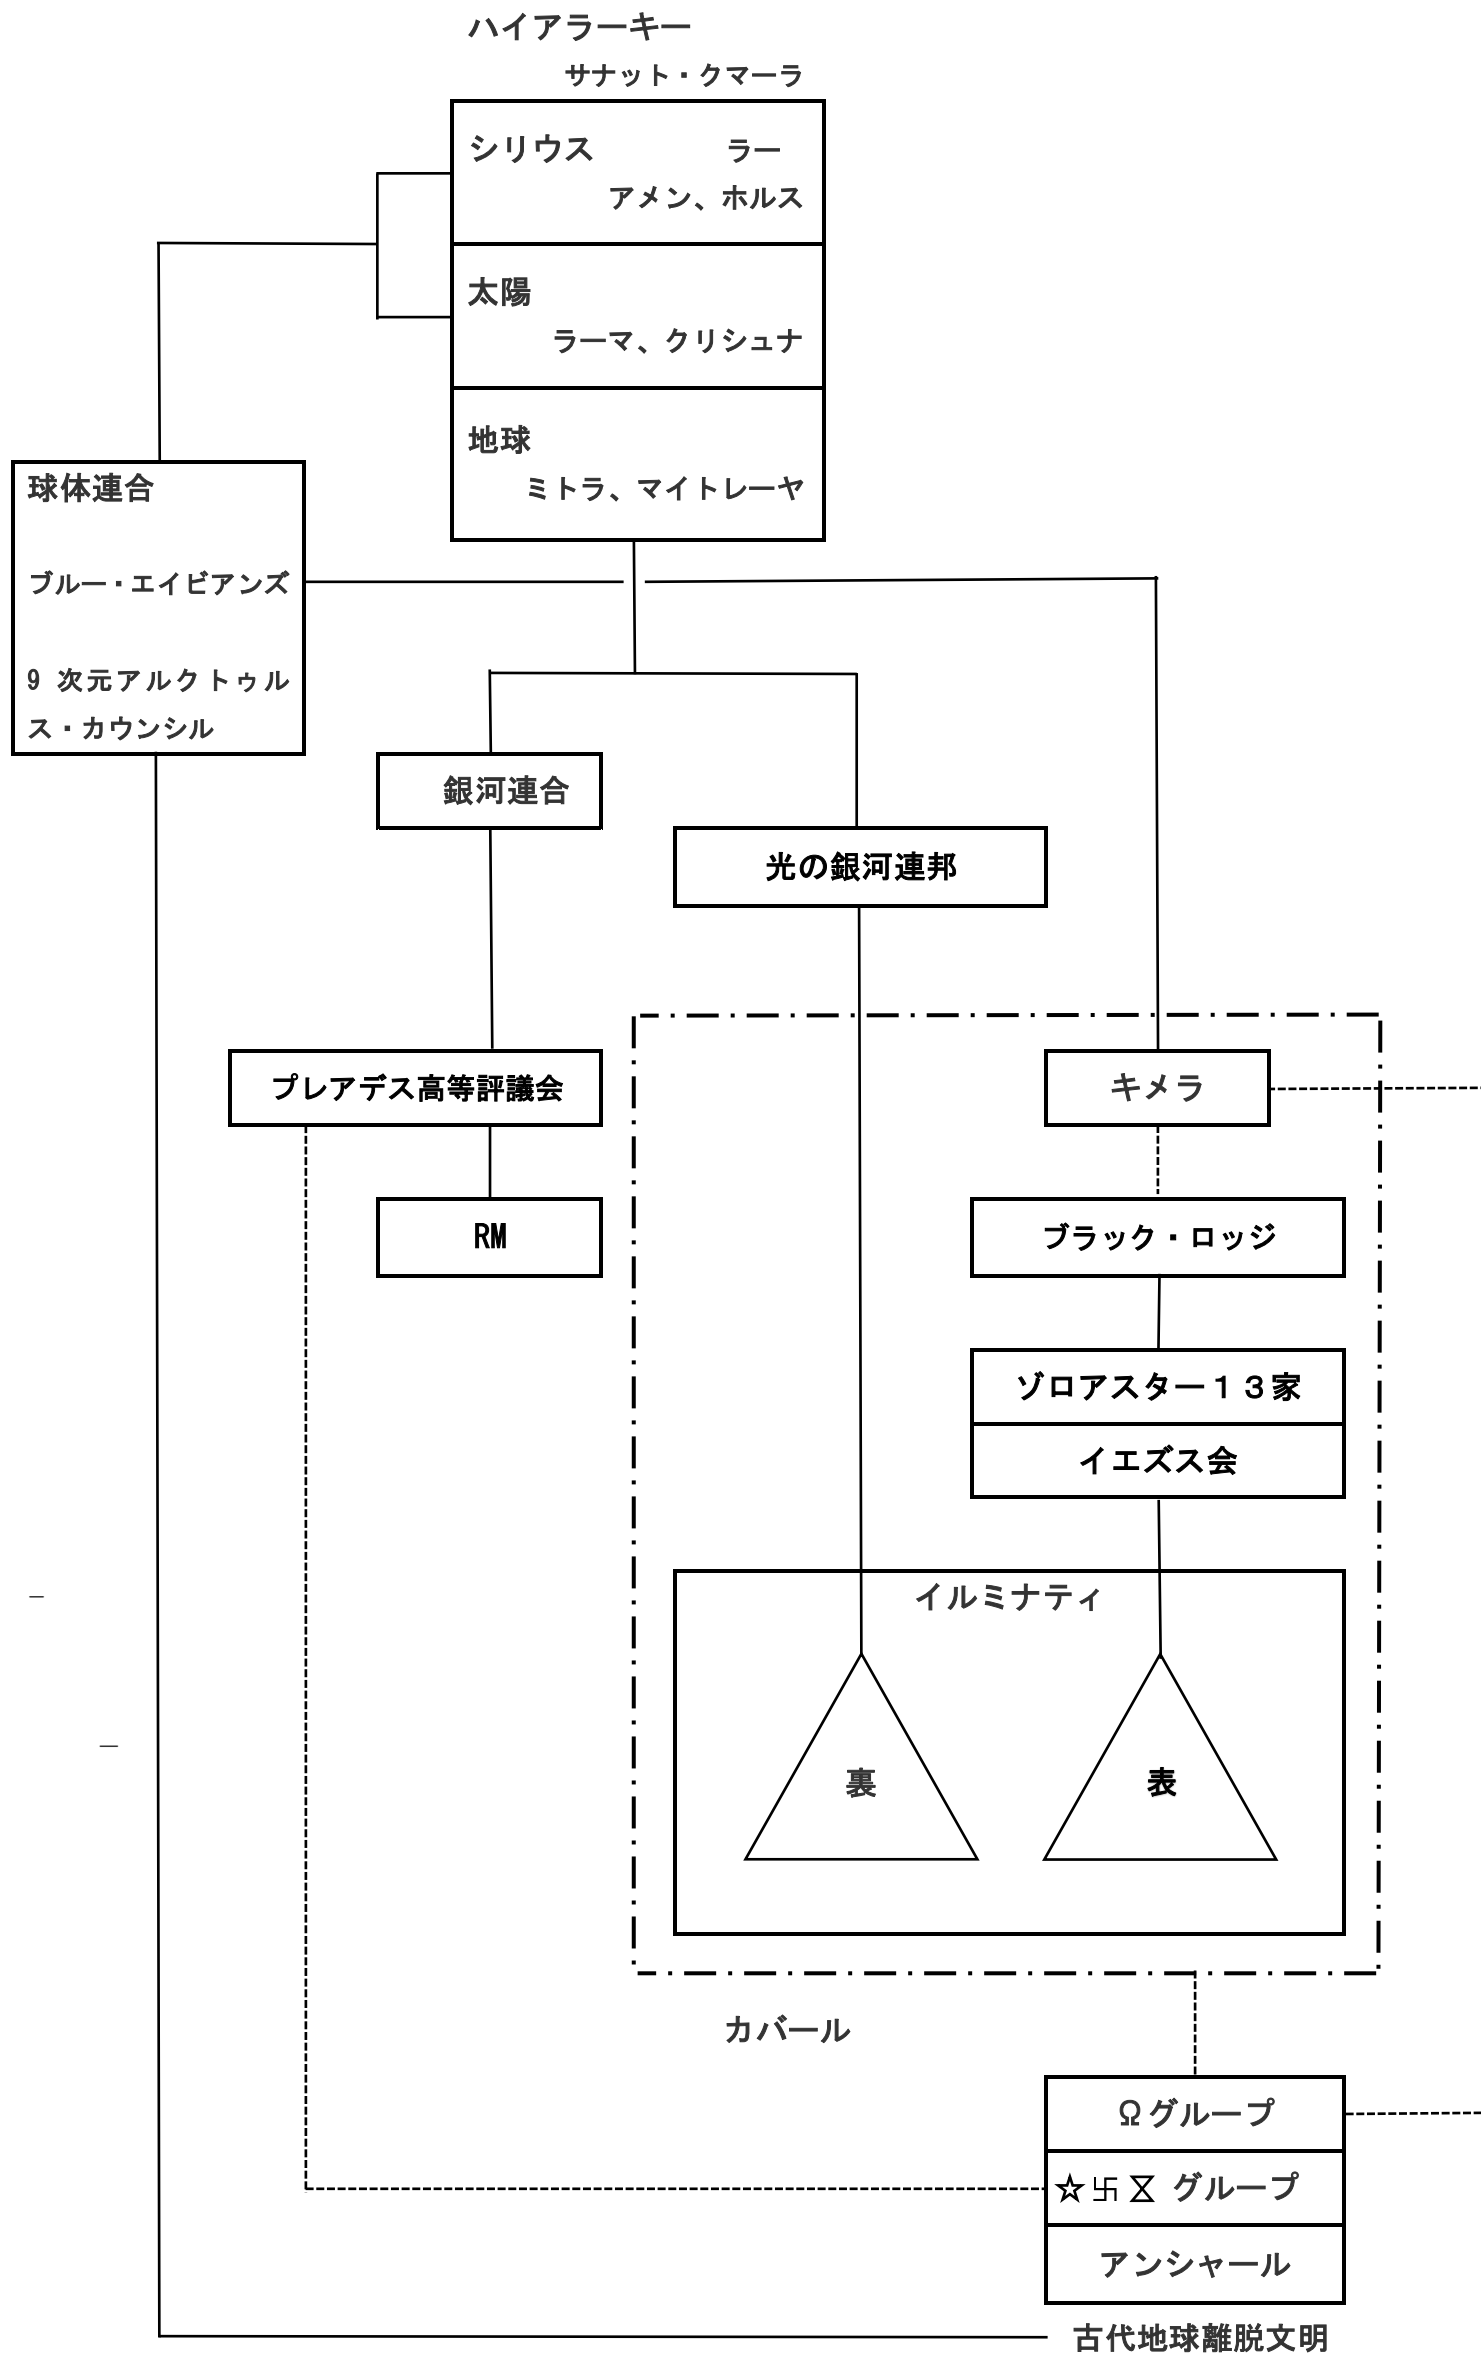 ハイアラーキー
サナット・クマーラ
シリウス ラー
アメン、ホルス
太陽
ラーマ、クリシュナ
地球
ミトラ、マイトレーヤ
球体連合
ブルー・エイビアンズ
9 次元アルクトゥル
ス・カウンシル
銀河連合
光の銀河連邦
プレアデス高等評議会
キメラ
RM
ブラック・ロッジ
ゾロアスター１３家
イエズス会
イルミナティ
裏
表
カバール
Ωグループ
☆卐⧖ グループ
アンシャール
古代地球離脱文明